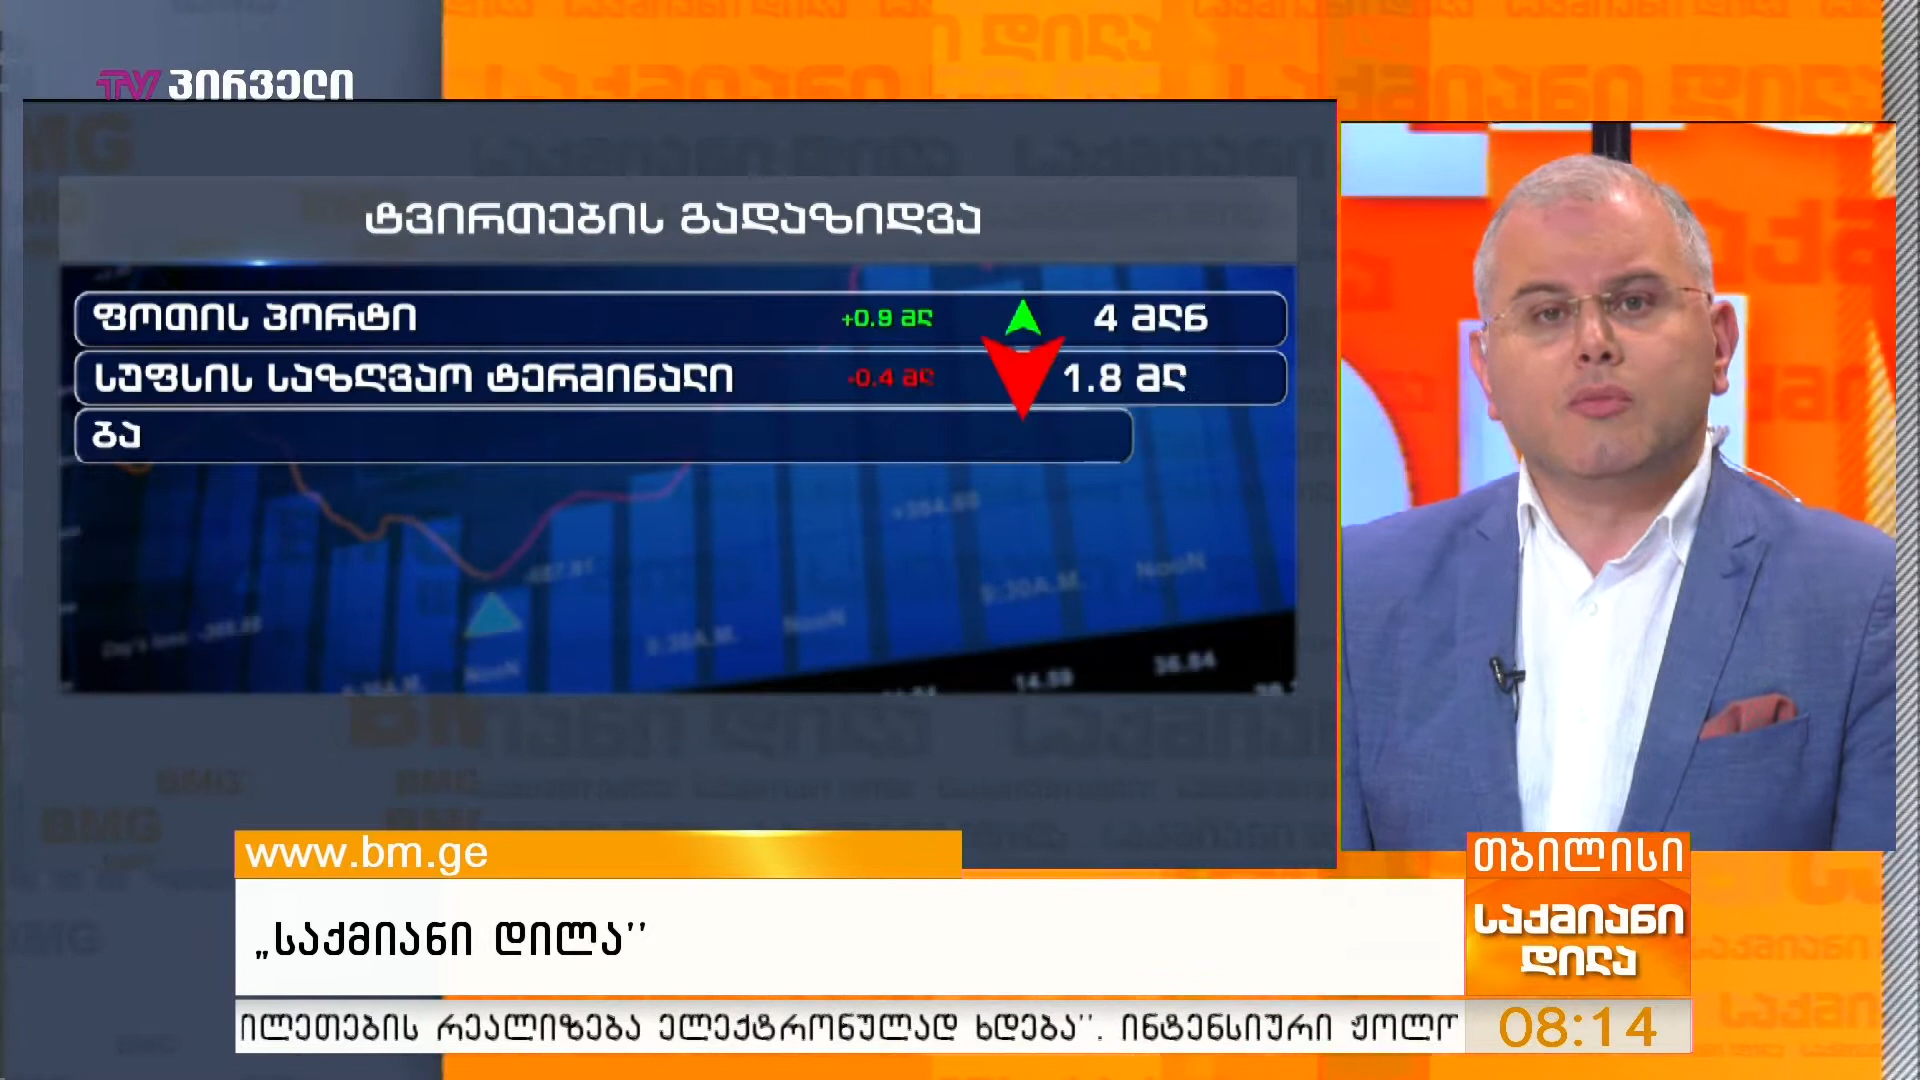 TV პირველი
ტვირთების გადაზიდვა
ფოთის პორტი +0.9 მლ 4 მლნ
სუფსის საზღვაო ტერმინალი -0.4 მლ 1.8 მლ
ბა
www.bm.ge
„საქმიანი დილა''
ილეთების რეალიზება ელექტრონულად ხდება''. ინტენსიური
თბილისი
საქმიანი
დილა
08:14